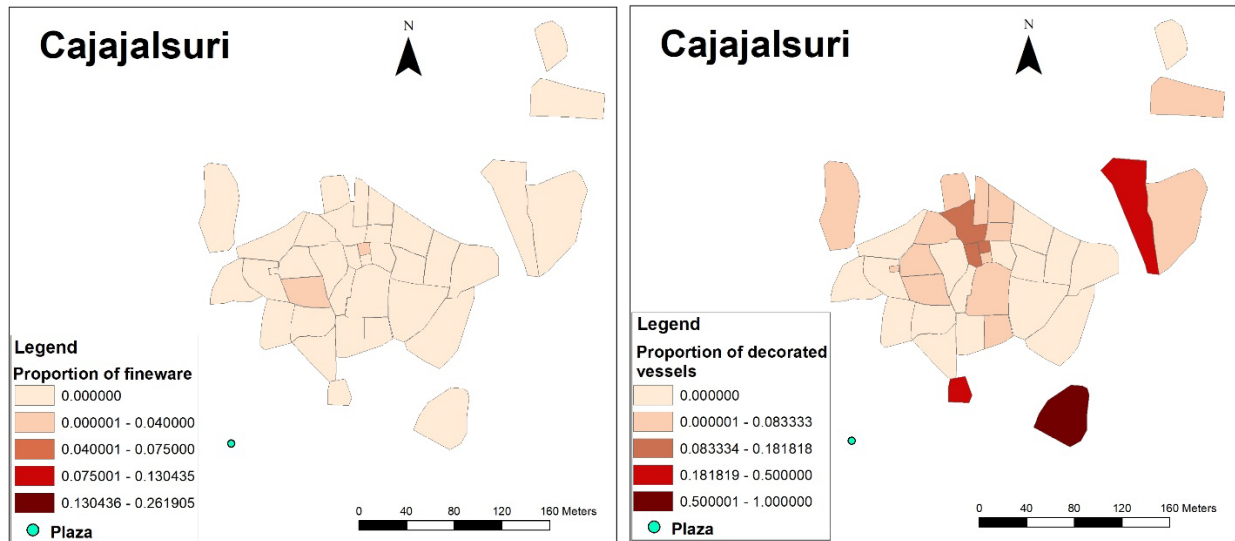 Cajajalsuri
N
Legend
Proportion of fineware
0.000000
0.000001 - 0.040000
0.040001 - 0.075000
0.075001 - 0.130435
0.130436 - 0.261905
Plaza
0 40 80 120 160 Meters
Cajajalsuri
N
Legend
Proportion of decorated
vessels
0.000000
0.000001 - 0.083333
0.083334 - 0.181818
0.181819 - 0.500000
0.500001 - 1.000000
Plaza
0 40 80 120 160 Meters